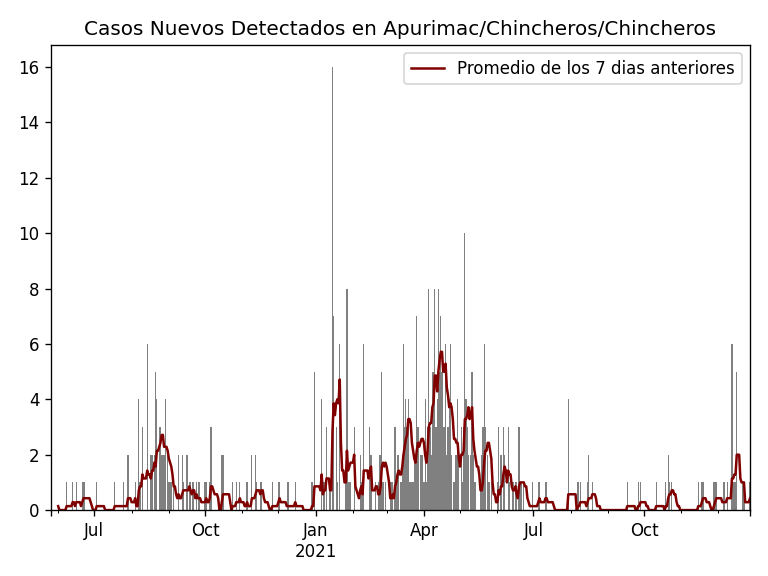 Casos Nuevos Detectados en Apurimac/Chincheros/Chincheros
Promedio de los 7 dias anteriores
16
14
12
10
8
6
4
2
0
Jul
Oct
Jan
2021
Apr
Jul
Oct